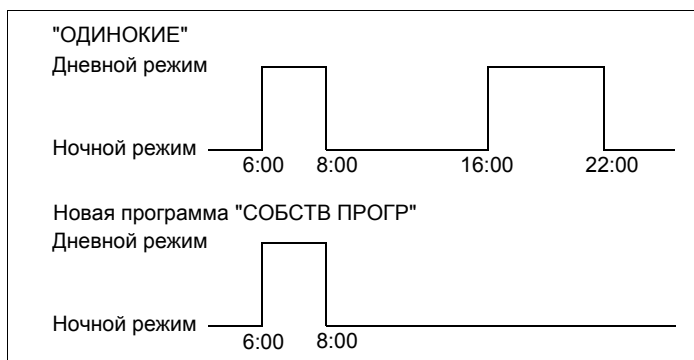 "ОДИНОКИЕ"
Дневной режим
Ночной режим
6:00 8:00 16:00 22:00
Новая программа "СОБСТВ ПРОГР"
Дневной режим
Ночной режим
6:00 8:00